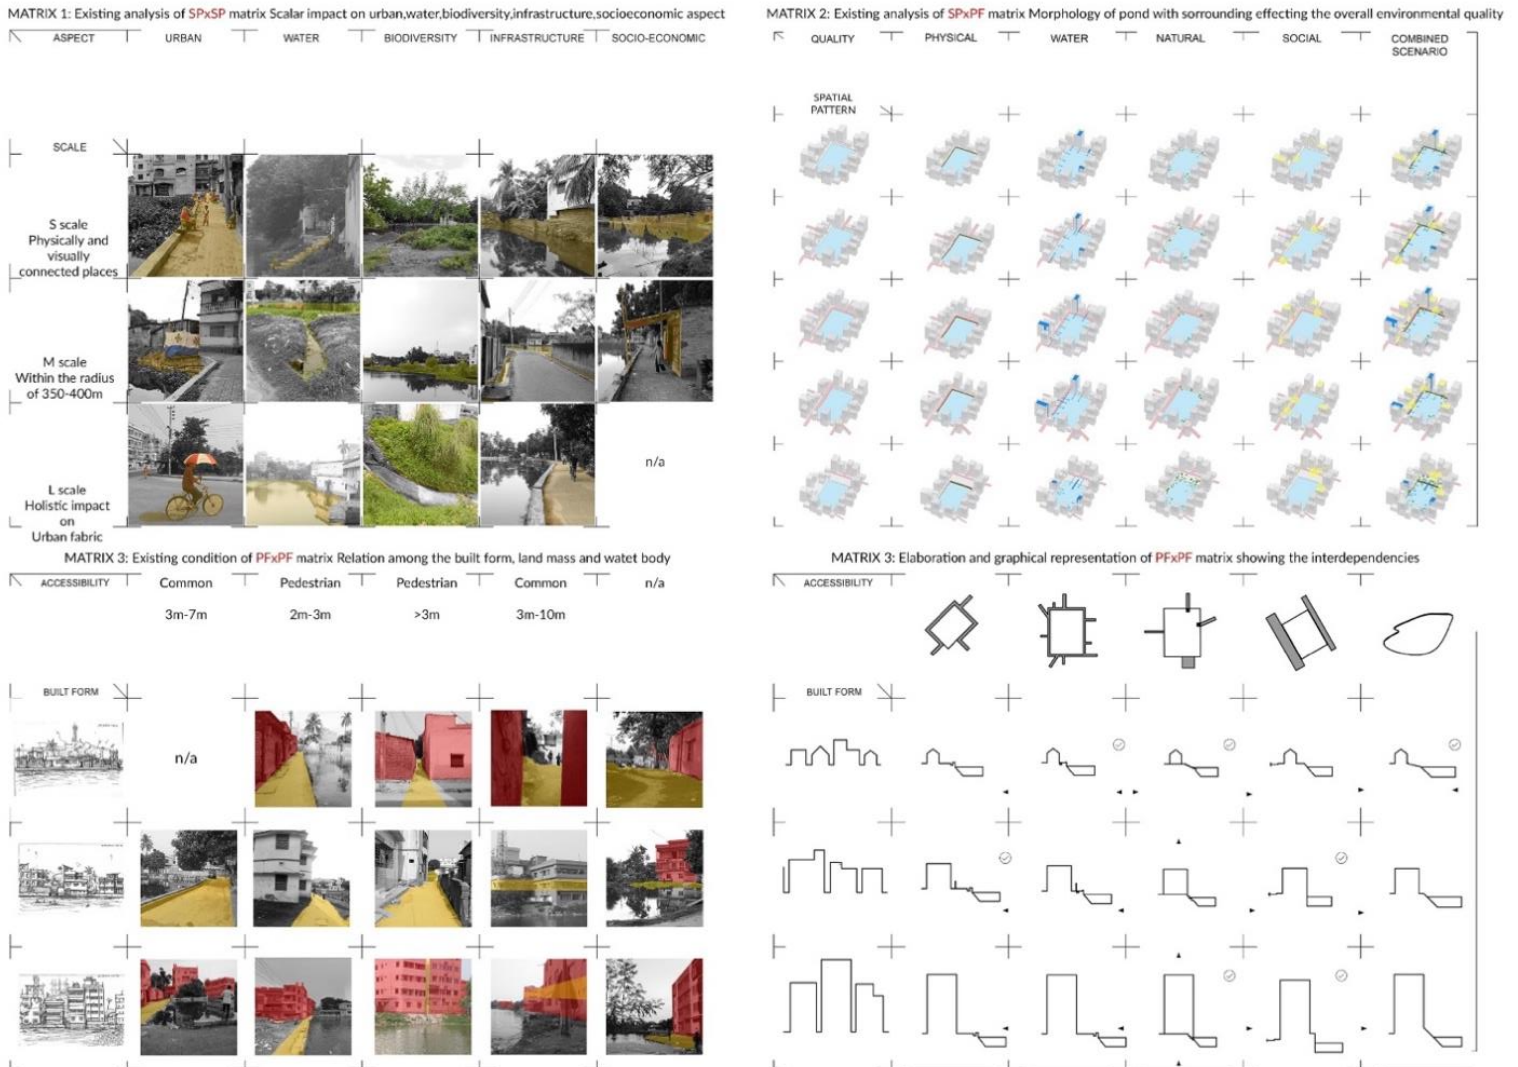 MATRIX 1: Existing analysis of SPxSP matrix Scalar impact on urban,water,biodiversity,infrastructure,socioeconomic aspect
ASPECT
URBAN
WATER
BIODIVERSITY
INFRASTRUCTURE
SOCIO-ECONOMIC
SCALE
S scale
Physically and
visually
connected places
M scale
Within the radius
of 350-400m
L scale
Holistic impact
on
Urban fabric
n/a
MATRIX 2: Existing analysis of SPxPF matrix Morphology of pond with sorrounding effecting the overall environmental quality
QUALITY
PHYSICAL
WATER
NATURAL
SOCIAL
COMBINED
SCENARIO
SPATIAL
PATTERN
MATRIX 3: Existing condition of PFxPF matrix Relation among the built form, land mass and watet body
ACCESSIBILITY
Common
Pedestrian
Pedestrian
Common
n/a
3m-7m
2m-3m
>3m
3m-10m
BUILT FORM
n/a
MATRIX 3: Elaboration and graphical representation of PFxPF matrix showing the interdependencies
ACCESSIBILITY
BUILT FORM